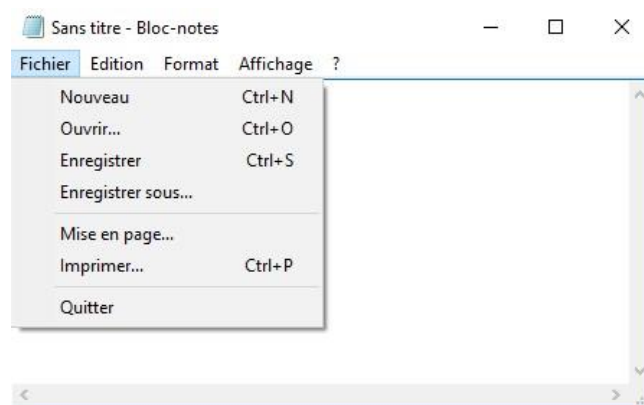 Sans titre - Bloc-notes
Fichier Edition Format Affichage ?
Nouveau Ctrl+N
Ouvrir... Ctrl+O
Enregistrer Ctrl+S
Enregistrer sous...
Mise en page...
Imprimer... Ctrl+P
Quitter